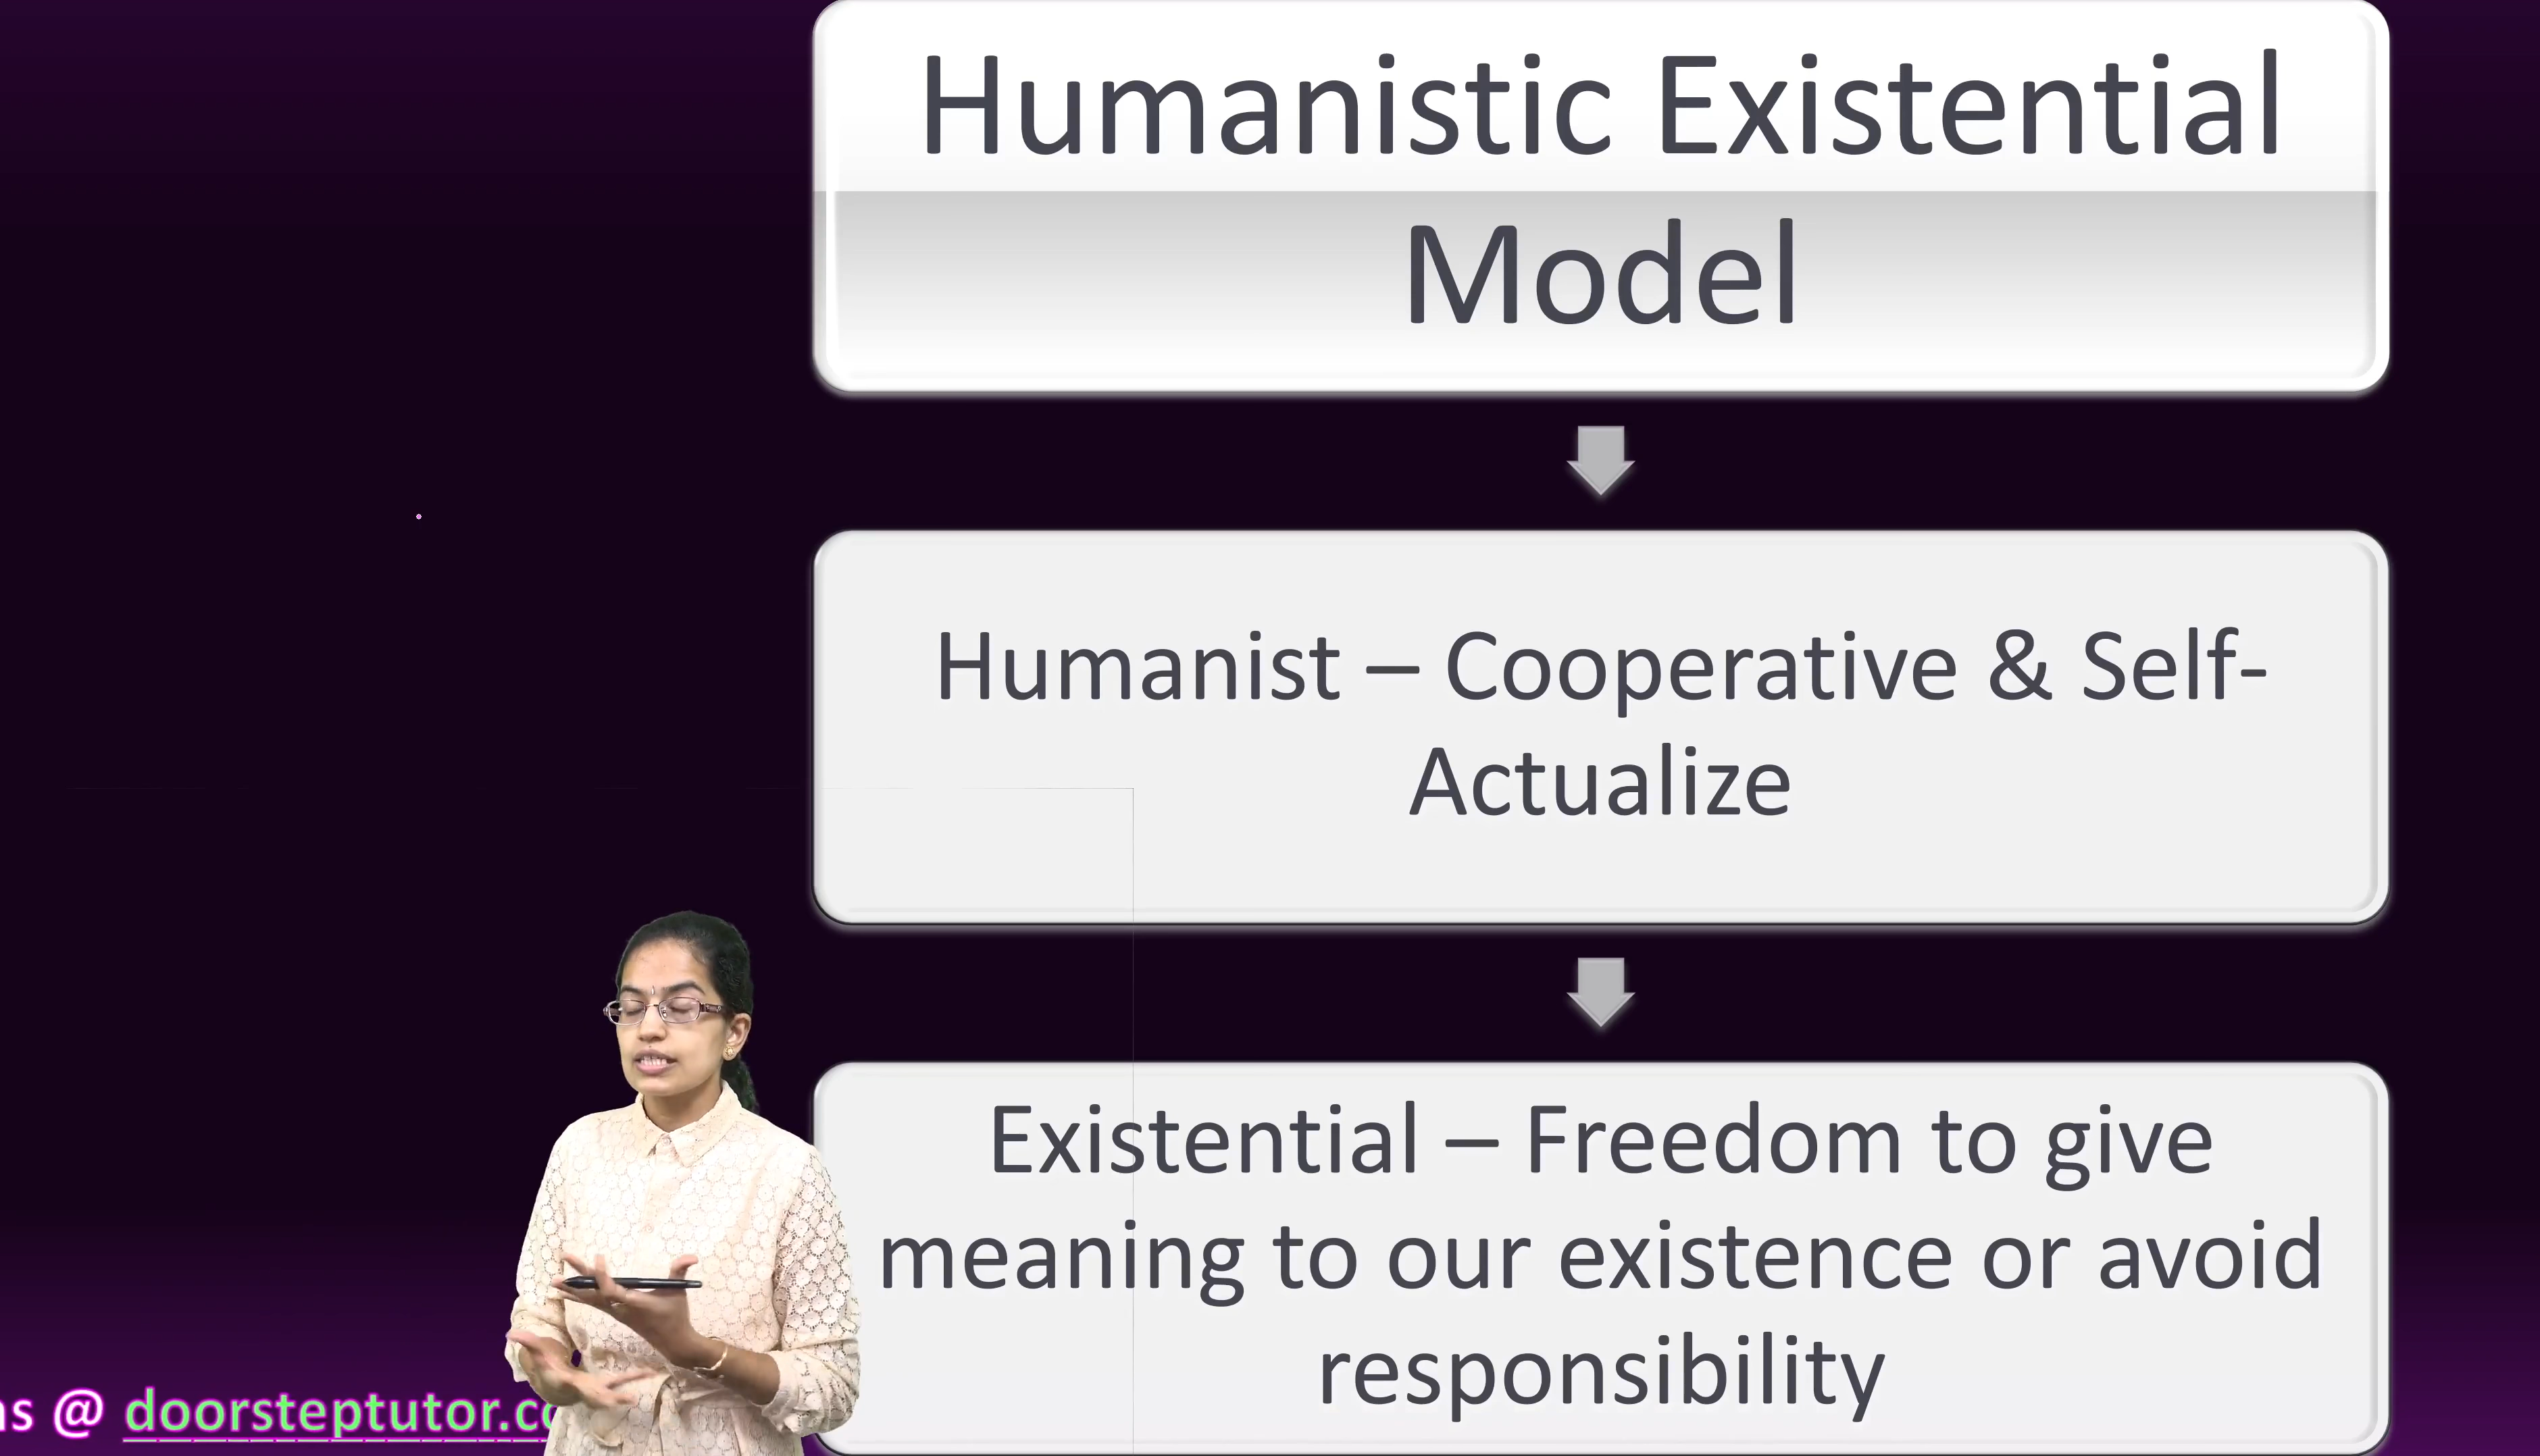 Humanistic Existential
Model
Humanist – Cooperative & Self-
Actualize
Existential – Freedom to give
meaning to our existence or avoid
responsibility
@ doorsteptutor.co